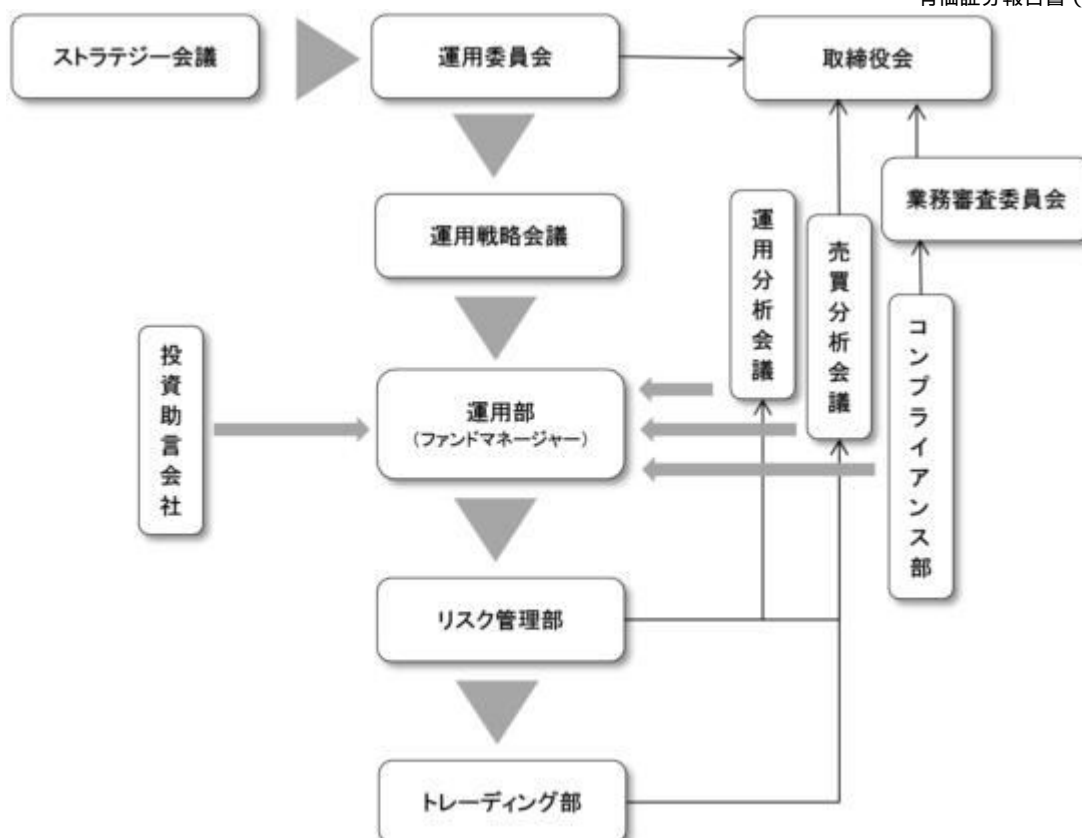 有価証券報告書(
ストラテジー会議
運用委員会
取締役会
業務審査委員会
運用戦略会議
運用分析会議
売買分析会議
コンプライアンス部
投資助言会社
運用部
(ファンドマネージャー)
リスク管理部
トレーディング部